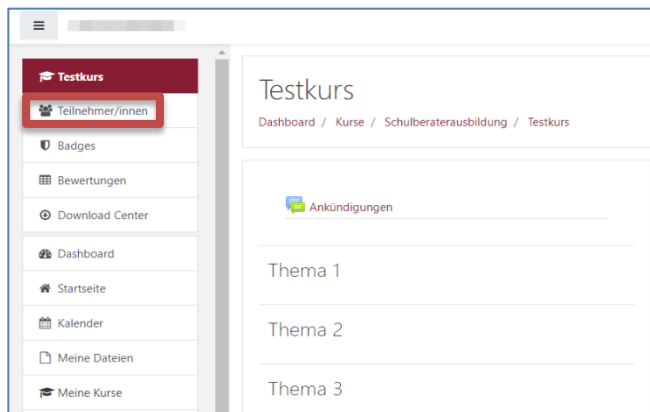 Testkurs
Teilnehmer/innen
Badges
Bewertungen
Download Center
Dashboard
Startseite
Kalender
Meine Dateien
Meine Kurse
Testkurs
Dashboard / Kurse / Schulberaterausbildung / Testkurs
Ankündigungen
Thema 1
Thema 2
Thema 3